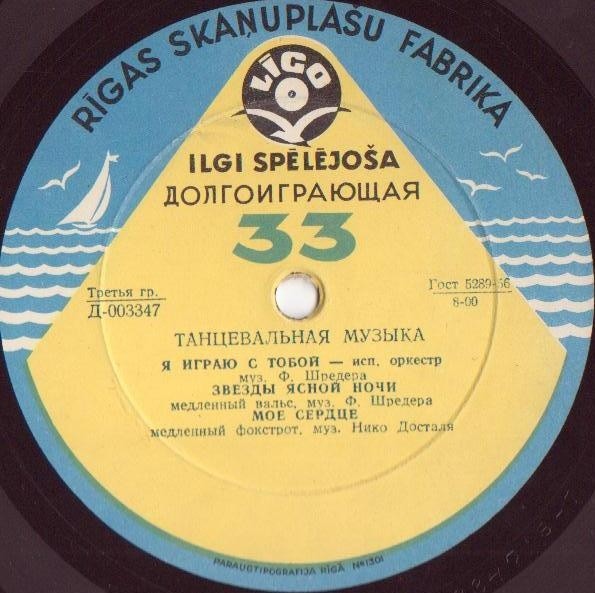 RĪGAS SKAŅUPLAŠU FABRIKA
LĪGO
ILGI SPĒLĒJOŠA
ДОЛГОИГРАЮЩАЯ
33
Третья гр.
Д-003347
Гост 5289-56
8-00
ТАНЦЕВАЛЬНАЯ МУЗЫКА
Я ИГРАЮ С ТОБОЙ — исп. оркестр
муз. Ф. Шредера
ЗВЕЗДЫ ЯСНОЙ НОЧИ
медленный вальс, муз. Ф. Шредера
МОЕ СЕРДЦЕ
медленный фокстрот, муз. Нико Досталя
PARAUGTIPOGRAFIJA RĪGĀ №1301